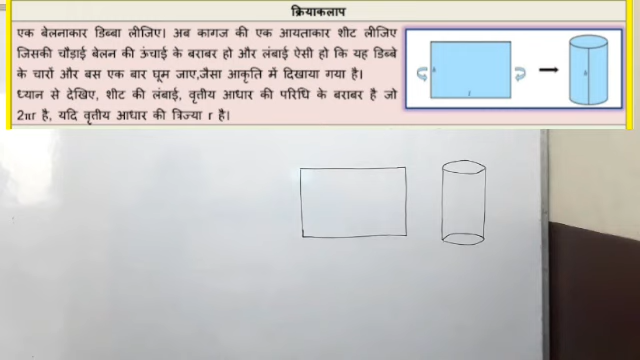 क्रियाकलाप
एक बेलनाकार डिब्बा लीजिए। अब कागज की एक आयताकार शीट लीजिए
जिसकी चौड़ाई बेलन की ऊंचाई के बराबर हो और लंबाई ऐसी हो कि यह डिब्बे
के चारों और बस एक बार घूम जाए,जैसा आकृति में दिखाया गया है।
ध्यान से देखिए, शीट की लंबाई, वृत्तीय आधार की परिधि के बराबर है जो
2πr है, यदि वृत्तीय आधार की त्रिज्या r है।